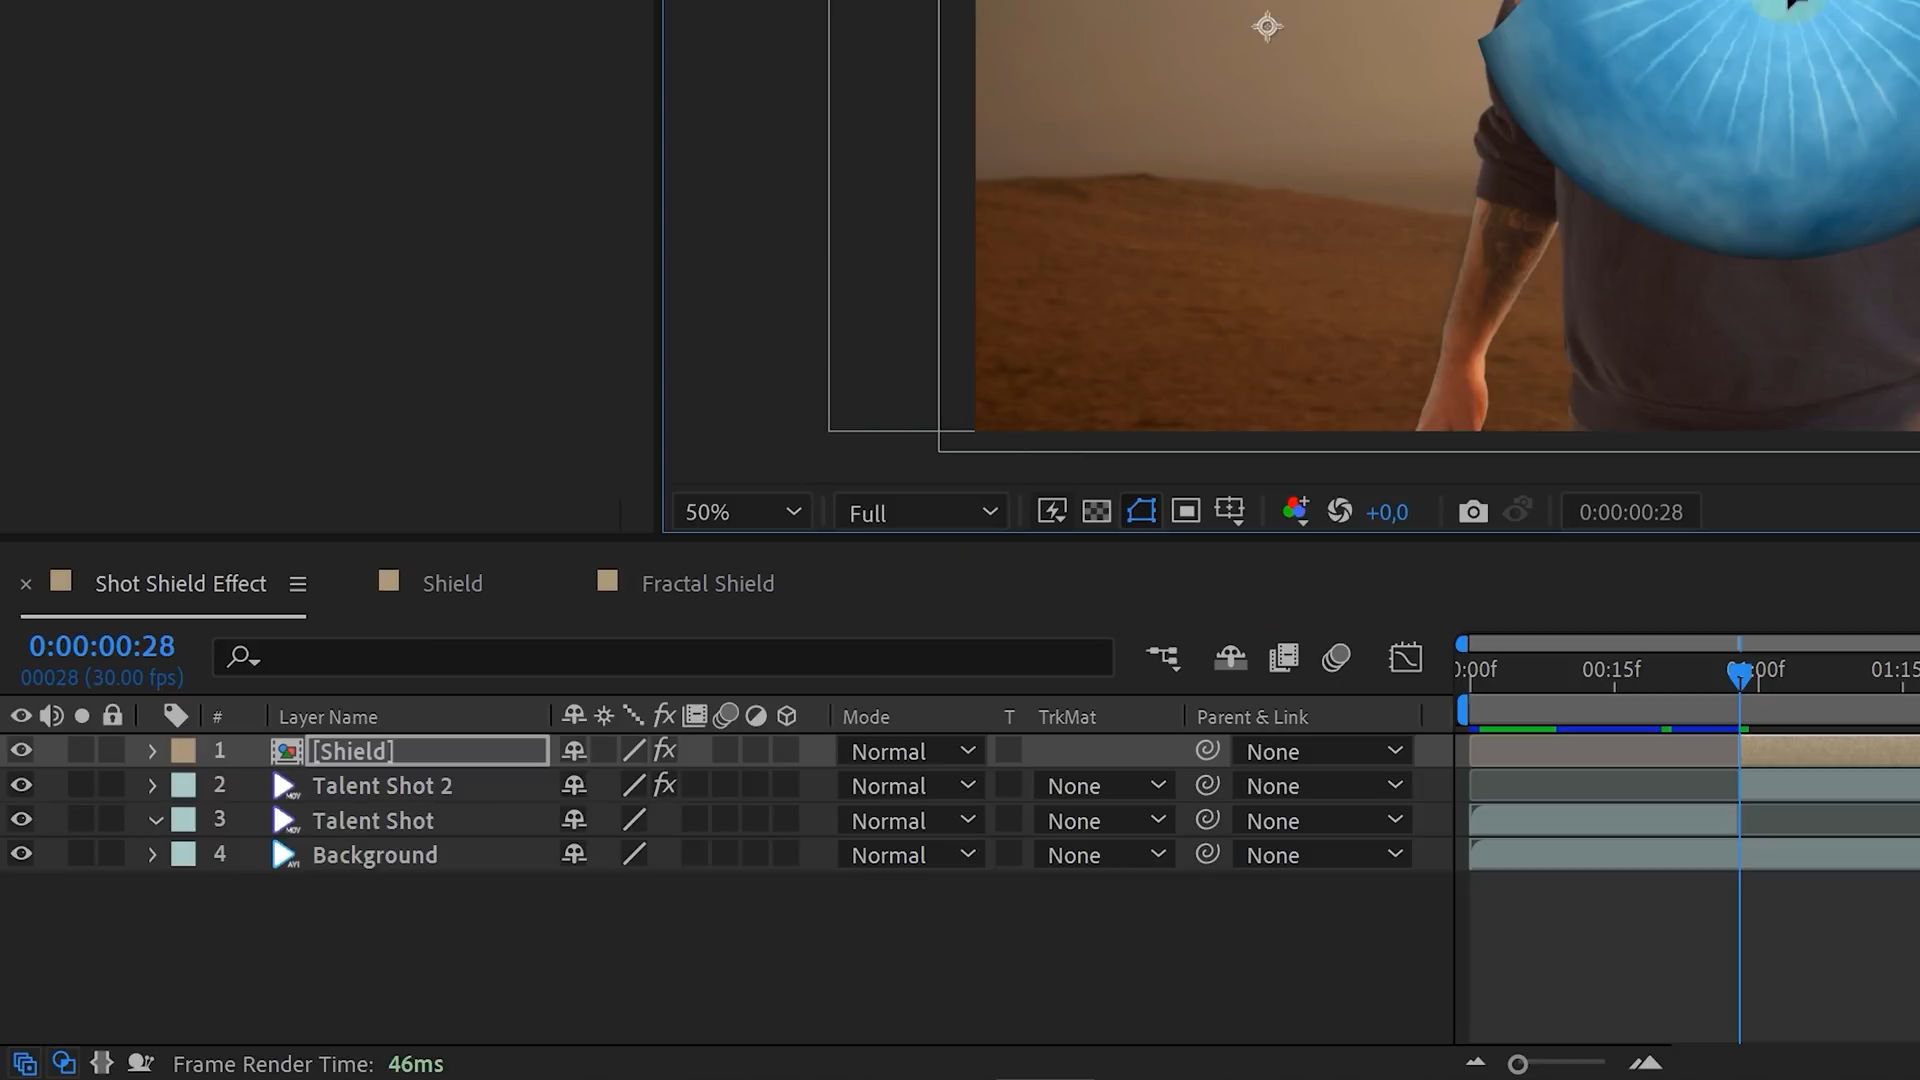 50%
Full
+0,0
0:00:00:28
Shot Shield Effect
Shield
Fractal Shield
0:00:00:28
00028 (30.00 fps)
:00f
00:15f
:00f
01:15
#
Layer Name
fx
Mode
T
TrkMat
Parent & Link
1
[Shield]
fx
Normal
None
2
Talent Shot 2
fx
Normal
None
None
3
Talent Shot
Normal
None
None
4
Background
Normal
None
None
Frame Render Time: 46ms